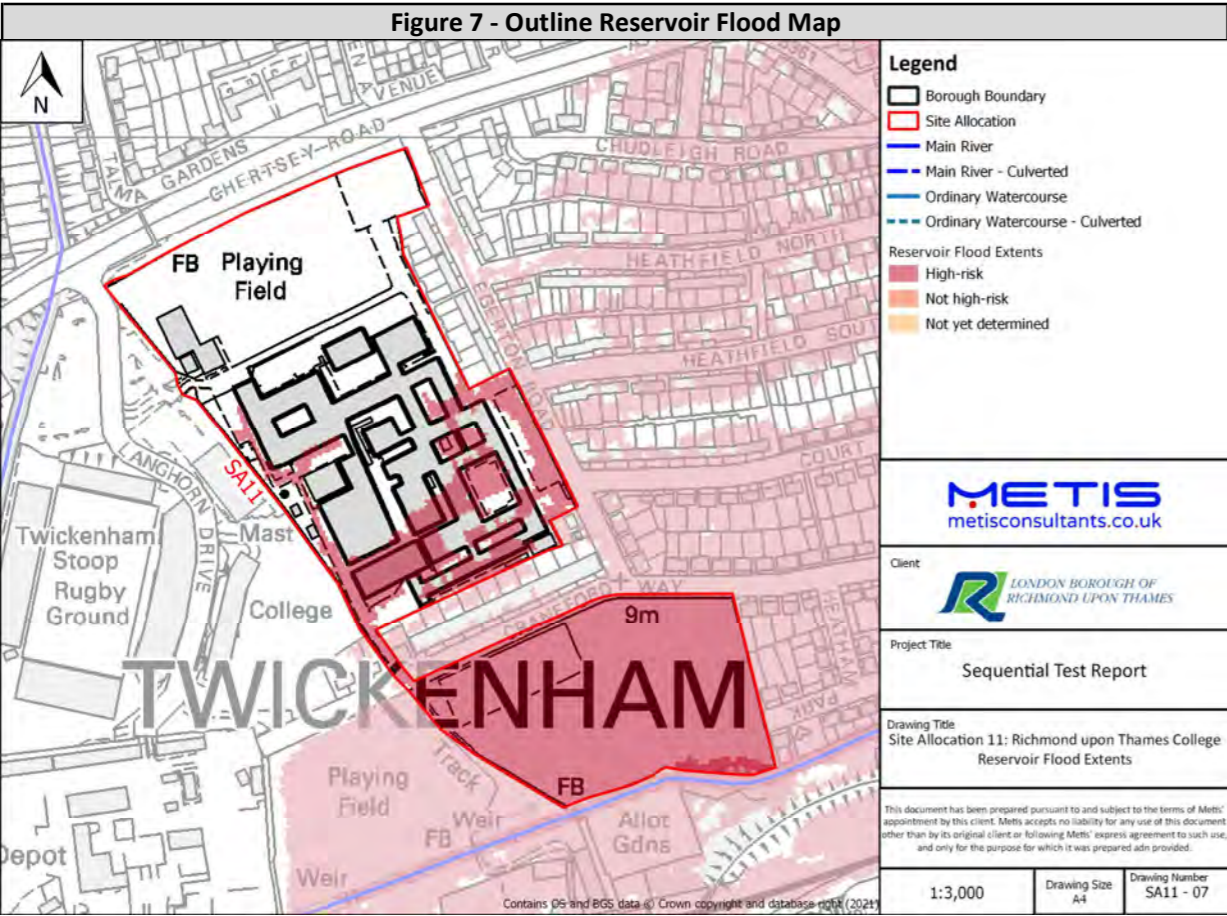 Figure 7 - Outline Reservoir Flood Map
N
EN AVENUE
A3
3361
TALMA
GARDENS
CHERTSEY ROAD
CHUDLEIGH ROAD
FB Playing
Field
HEATHFIELD NORTH
EGERTON ROAD
HEATHFIELD SOUT
COURT
SA11
LANGHORN DRIVE
Mast
Twickenham
Stoop
Rugby
Ground
College
CRANEFORD WAY
9m
HEATHAM
PARK
TWICKENHAM
Track
Playing
Field
FB
Weir
FB
Allot
Gdns
Depot
Weir
Contains OS and BGS data © Crown copyright and database right (2021)
Legend
Borough Boundary
Site Allocation
Main River
Main River - Culverted
Ordinary Watercourse
Ordinary Watercourse - Culverted
Reservoir Flood Extents
High-risk
Not high-risk
Not yet determined
METIS
metisconsultants.co.uk
Client
LONDON BOROUGH OF
RICHMOND UPON THAMES
Project Title
Sequential Test Report
Drawing Title
Site Allocation 11: Richmond upon Thames College
Reservoir Flood Extents
This document has been prepared pursuant to and subject to the terms of Metis'
appointment by this client. Metis accepts no liability for any use of this document
other than by its original client or following Metis' express agreement to such use,
and only for the purpose for which it was prepared adn provided.
1:3,000
Drawing Size
A4
Drawing Number
SA11 - 07